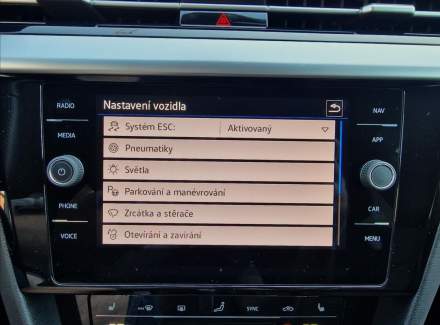 Nastavení vozidla
RADIO
MEDIA
PHONE
VOICE
NAV
APP
CAR
MENU
Systém ESC: Aktivovaný
Pneumatiky
Světla
Parkování a manévrování
Zrcátka a stěrače
Otevírání a zavírání
SYNC